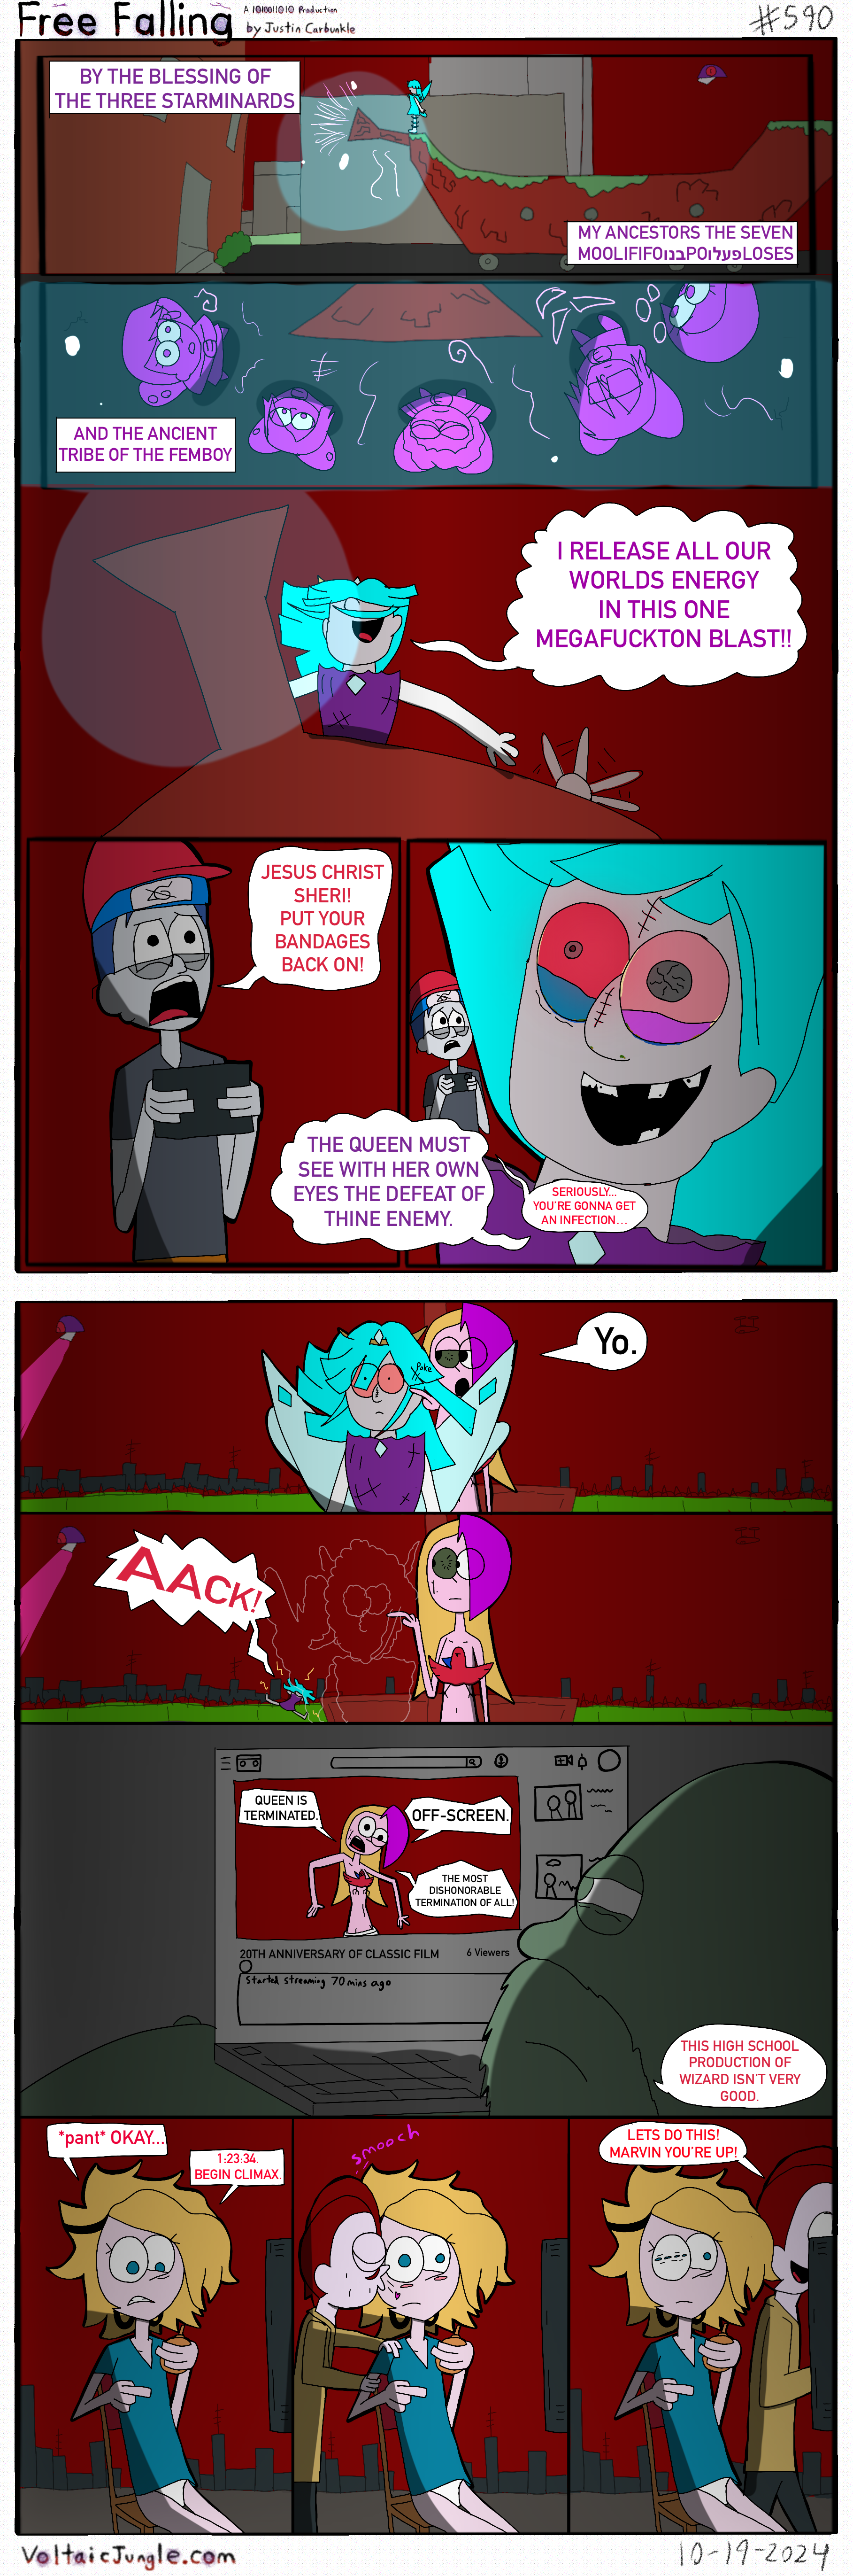 Free Falling
A 1010011010 Production
by Justin Carbunkle
#590
BY THE BLESSING OF
THE THREE STARMINARDS
MY ANCESTORS THE SEVEN
MOOLIFIFOבנוPOפעלוLOSES
AND THE ANCIENT
TRIBE OF THE FEMBOY
I RELEASE ALL OUR
WORLDS ENERGY
IN THIS ONE
MEGAFUCKTON BLAST!!
JESUS CHRIST
SHERI!
PUT YOUR
BANDAGES
BACK ON!
THE QUEEN MUST
SEE WITH HER OWN
EYES THE DEFEAT OF
THINE ENEMY.
SERIOUSLY...
YOU'RE GONNA GET
AN INFECTION...
Yo.
Poke
AACK!
QUEEN IS
TERMINATED.
OFF-SCREEN.
THE MOST
DISHONORABLE
TERMINATION OF ALL!
20TH ANNIVERSARY OF CLASSIC FILM
6 Viewers
Started streaming 70 mins ago
THIS HIGH SCHOOL
PRODUCTION OF
WIZARD ISN'T VERY
GOOD.
*pant* OKAY...
1:23:34.
BEGIN CLIMAX.
smooch
LETS DO THIS!
MARVIN YOU'RE UP!
VoltaicJungle.com
10-19-2024